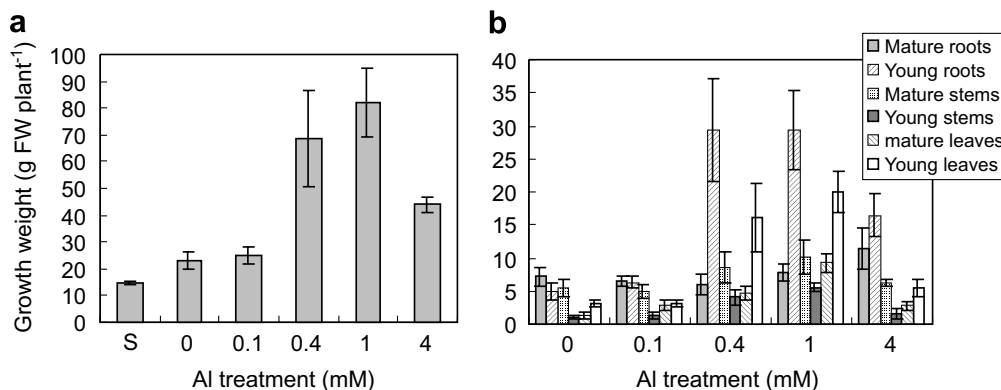 a
Growth weight (g FW plant-1)
100
90
80
70
60
50
40
30
20
10
0
S 0 0.1 0.4 1 4
Al treatment (mM)
b
40
35
30
25
20
15
10
5
0
0 0.1 0.4 1 4
Al treatment (mM)
Mature roots
Young roots
Mature stems
Young stems
mature leaves
Young leaves